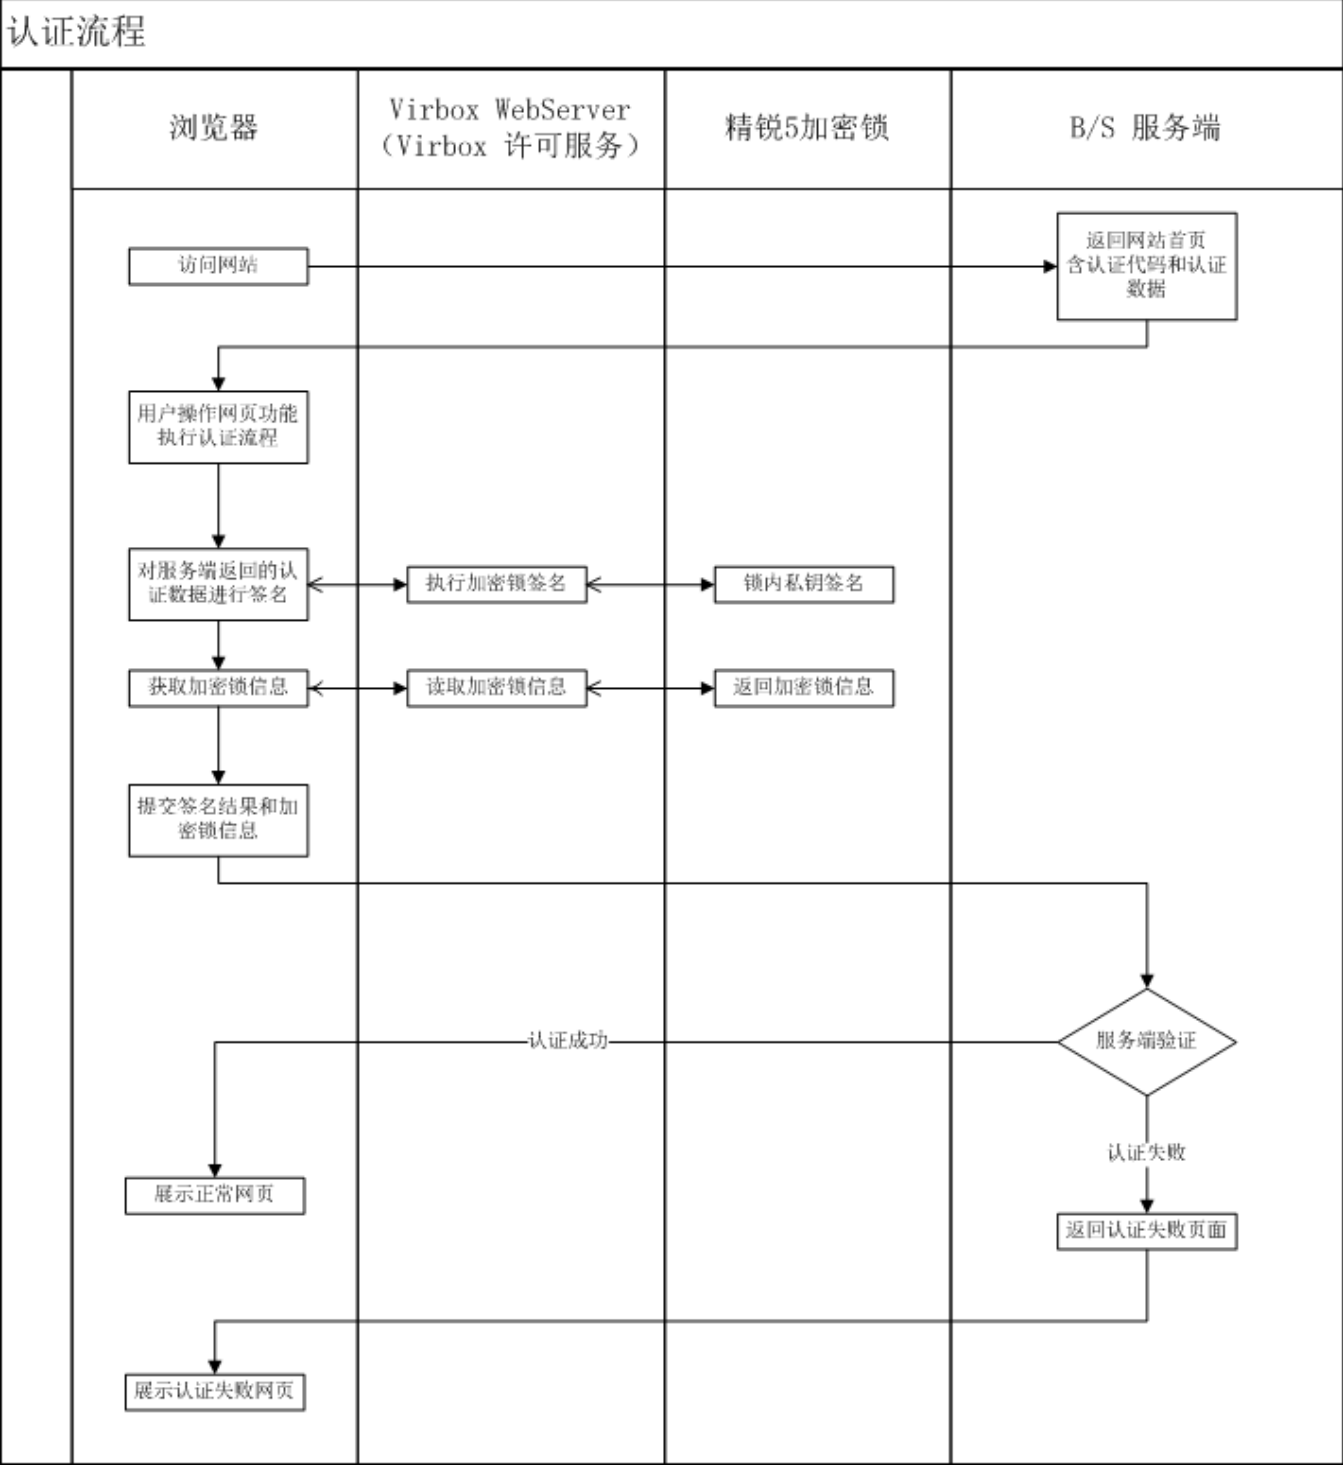 认证流程
浏览器
Virbox WebServer
（Virbox 许可服务）
精锐5加密锁
B/S 服务端
访问网站
返回网站首页
含认证代码和认证
数据
用户操作网页功能
执行认证流程
对服务端返回的认
证数据进行签名
执行加密锁签名
锁内私钥签名
获取加密锁信息
读取加密锁信息
返回加密锁信息
提交签名结果和加
密锁信息
服务端验证
认证成功
认证失败
展示正常网页
返回认证失败页面
展示认证失败网页